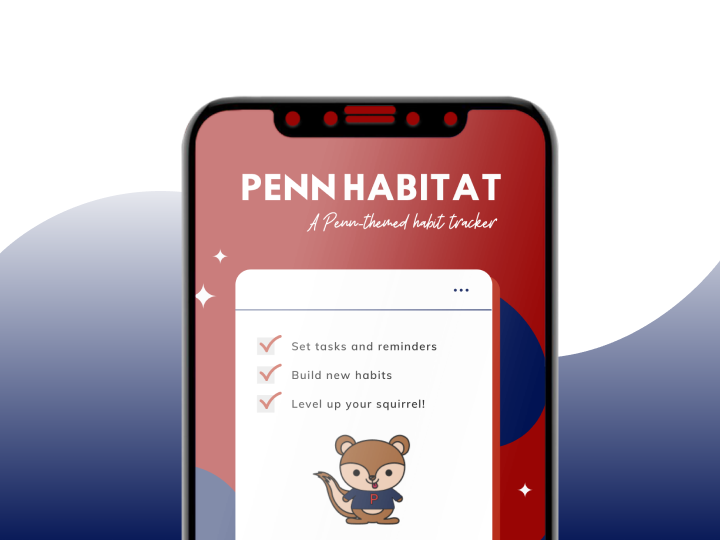 PENN HABITAT
A Penn-themed habit tracker
Set tasks and reminders
Build new habits
Level up your squirrel!
P